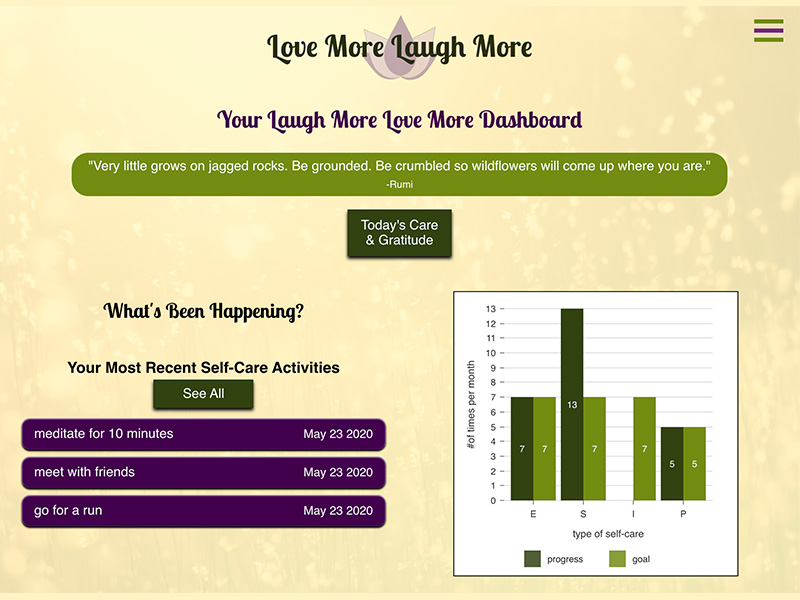 Love More Laugh More
Your Laugh More Love More Dashboard
"Very little grows on jagged rocks. Be grounded. Be crumbled so wildflowers will come up where you are."
-Rumi
Today's Care
& Gratitude
What's Been Happening?
Your Most Recent Self-Care Activities
See All
meditate for 10 minutes May 23 2020
meet with friends May 23 2020
go for a run May 23 2020
#of times per month
13
12
11
10
9
8
7
6
5
4
3
2
1
0
7 7 13 7 7 5 5
E S I P
type of self-care
progress goal